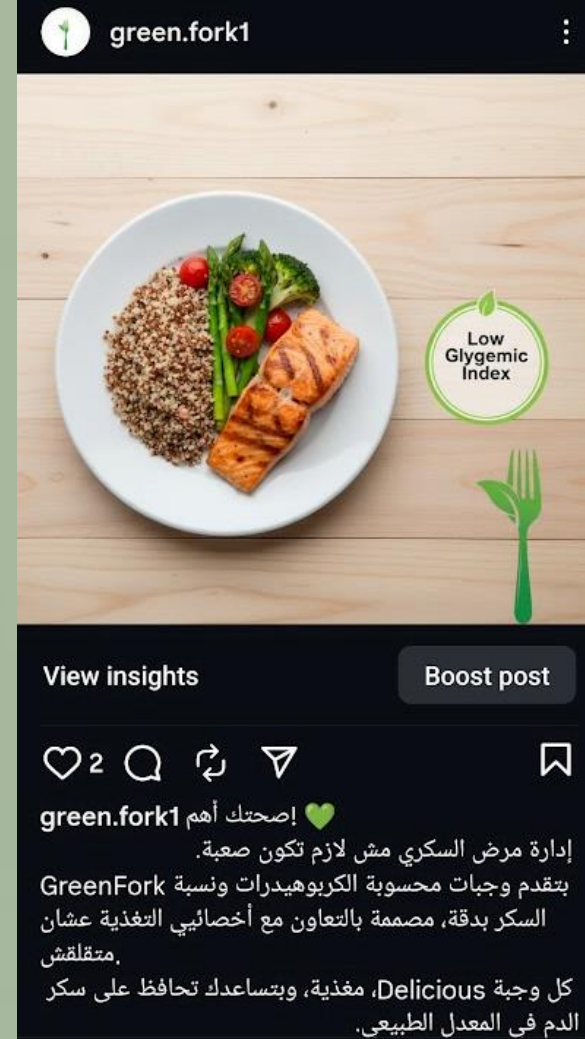 green.fork1
Low
Glygemic
Index
View insights
Boost post
2
green.fork1 صحتك أهم! 💚
إدارة مرض السكري مش لازم تكون صعبة.
GreenFork بتقدم وجبات محسوبة الكربوهيدرات ونسبة
السكر بدقة، مصممة بالتعاون مع أخصائيي التغذية عشان
متقلقش.
كل وجبة Delicious، مغذية، وبتساعدك تحافظ على سكر
الدم في المعدل الطبيعي.